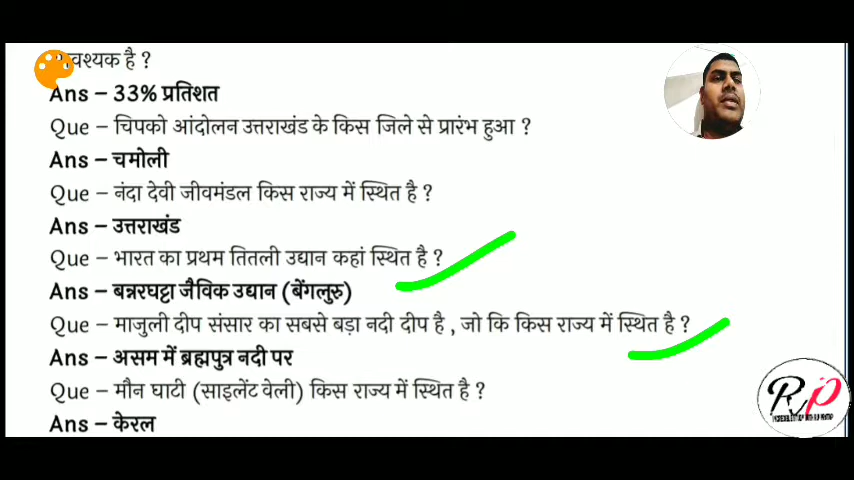 वश्यक है ?
Ans – 33% प्रतिशत
Que – चिपको आंदोलन उत्तराखंड के किस जिले से प्रारंभ हुआ ?
Ans – चमोली
Que – नंदा देवी जीवमंडल किस राज्य में स्थित है ?
Ans – उत्तराखंड
Que – भारत का प्रथम तितली उद्यान कहां स्थित है ?
Ans – बन्नरघट्टा जैविक उद्यान (बेंगलुरु)
Que – माजुली दीप संसार का सबसे बड़ा नदी दीप है , जो कि किस राज्य में स्थित है ?
Ans – असम में ब्रह्मपुत्र नदी पर
Que – मौन घाटी (साइलेंट वेली) किस राज्य में स्थित है ?
Ans – केरल
RP